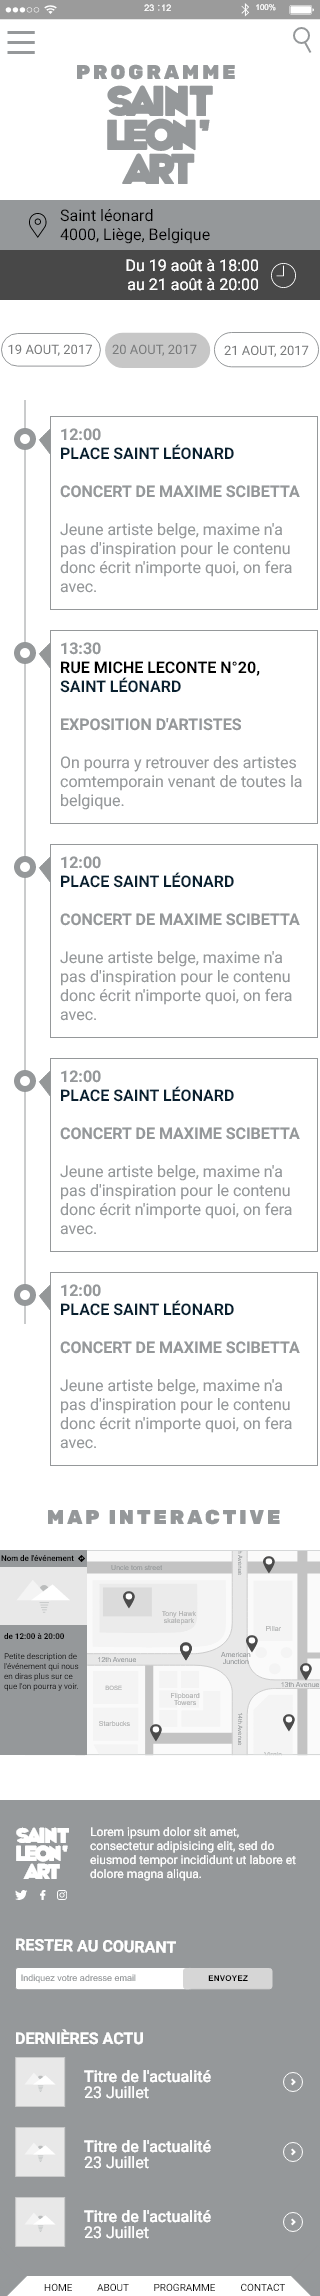 23 : 12
100%
PROGRAMME
SAINT
LEON'
ART
Saint léonard
4000, Liège, Belgique
Du 19 août à 18:00
au 21 août à 20:00
19 AOUT, 2017
20 AOUT, 2017
21 AOUT, 2017
12:00
PLACE SAINT LÉONARD
CONCERT DE MAXIME SCIBETTA
Jeune artiste belge, maxime n'a
pas d'inspiration pour le contenu
donc écrit n'importe quoi, on fera
avec.
13:30
RUE MICHE LECONTE N°20,
SAINT LÉONARD
EXPOSITION D'ARTISTES
On pourra y retrouver des artistes
comtemporain venant de toutes la
belgique.
12:00
PLACE SAINT LÉONARD
CONCERT DE MAXIME SCIBETTA
Jeune artiste belge, maxime n'a
pas d'inspiration pour le contenu
donc écrit n'importe quoi, on fera
avec.
12:00
PLACE SAINT LÉONARD
CONCERT DE MAXIME SCIBETTA
Jeune artiste belge, maxime n'a
pas d'inspiration pour le contenu
donc écrit n'importe quoi, on fera
avec.
12:00
PLACE SAINT LÉONARD
CONCERT DE MAXIME SCIBETTA
Jeune artiste belge, maxime n'a
pas d'inspiration pour le contenu
donc écrit n'importe quoi, on fera
avec.
MAP INTERACTIVE
Nom de l'événement
de 12:00 à 20:00
Petite description de
l'événement qui nous
en diras plus sur ce
que l'on pourra y voir.
Uncle tom street
Avenue
Tony Hawk
skatepark
Pillar
American
Junction
12th Avenue
13th Avenue
BOSE
Flipboard
Towers
Starbucks
14th Avenue
SAINT
LEON'
ART
Lorem ipsum dolor sit amet,
consectetur adipisicing elit, sed do
eiusmod tempor incididunt ut labore et
dolore magna aliqua.
RESTER AU COURANT
Indiquez votre adresse email
ENVOYEZ
DERNIÈRES ACTU
Titre de l'actualité
23 Juillet
Titre de l'actualité
23 Juillet
Titre de l'actualité
23 Juillet
HOME
ABOUT
PROGRAMME
CONTACT